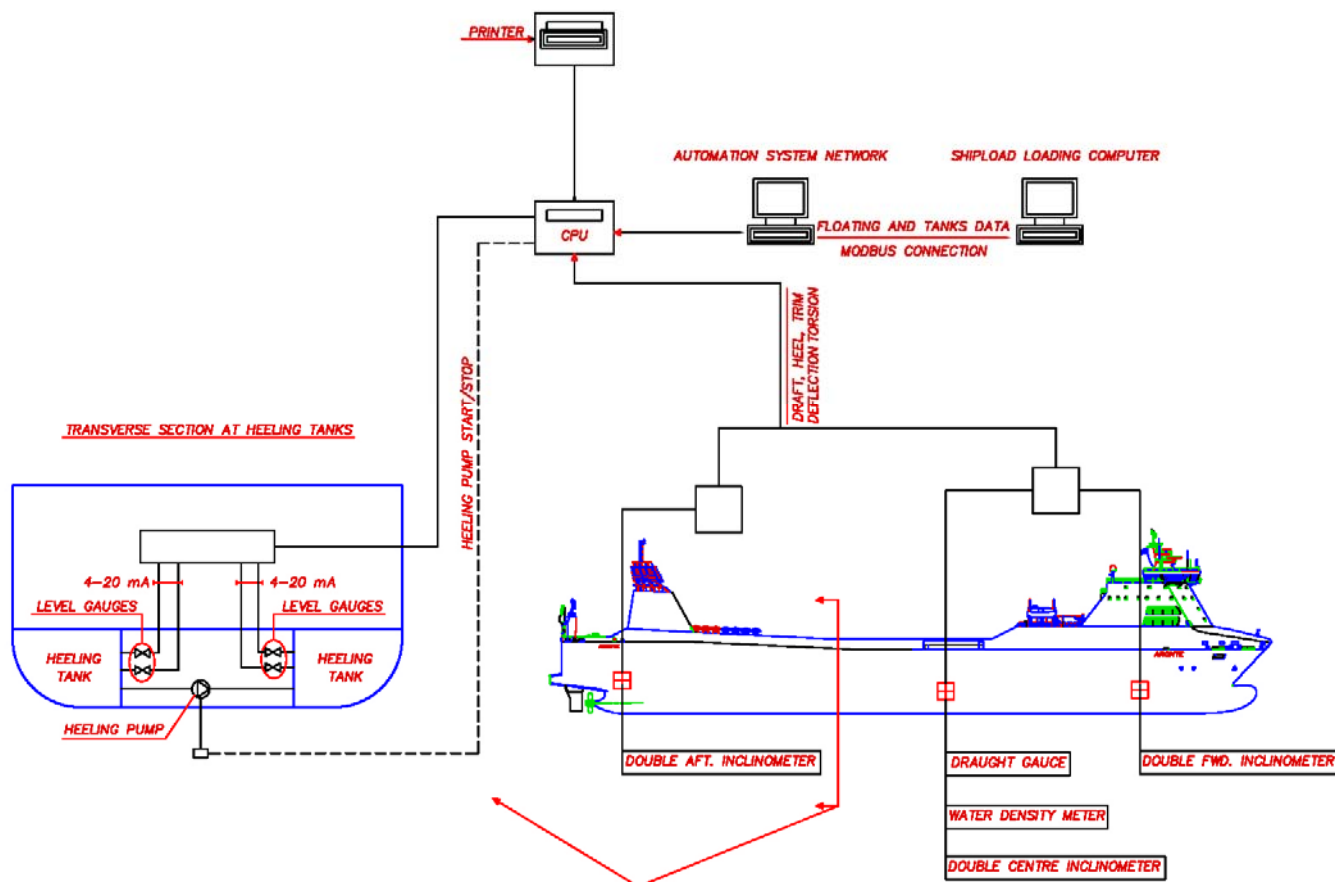 PRINTER
AUTOMATION SYSTEM NETWORK
SHIPLOAD LOADING COMPUTER
CPU
FLOATING AND TANKS DATA
MODBUS CONNECTION
HEELING PUMP START/STOP
DRAFT, HEEL, TRIM
DEFLECTION TORSION
TRANSVERSE SECTION AT HEELING TANKS
4-20 mA
4-20 mA
LEVEL GAUGES
LEVEL GAUGES
HEELING
TANK
HEELING
TANK
HEELING PUMP
DOUBLE AFT. INCLINOMETER
DRAUGHT GAUCE
DOUBLE FWD. INCLINOMETER
WATER DENSITY METER
DOUBLE CENTRE INCLINOMETER